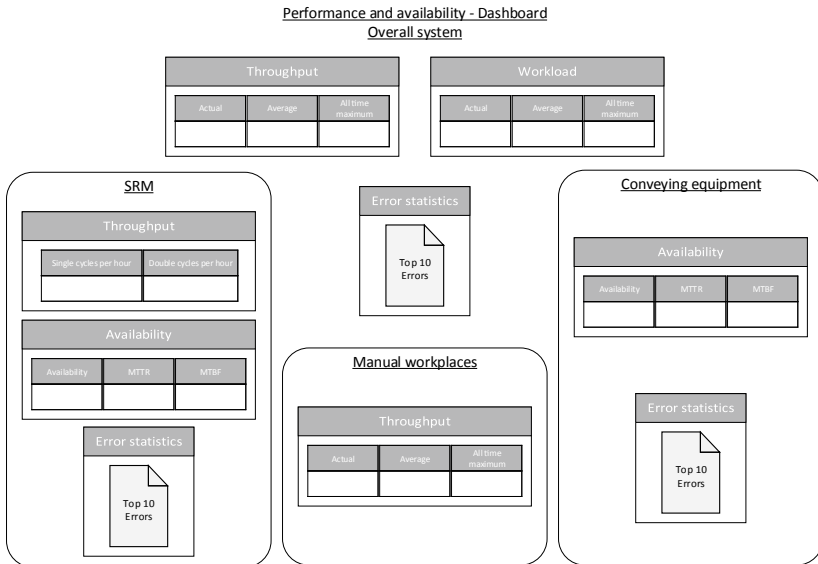 Performance and availability - Dashboard
Overall system
Throughput
Actual
Average
All time
maximum
Workload
Actual
Average
All time
maximum
SRM
Throughput
Single cycles per hour
Double cycles per hour
Availability
Availability
MTTR
MTBF
Error statistics
Top 10
Errors
Error statistics
Top 10
Errors
Manual workplaces
Throughput
Actual
Average
All time
maximum
Conveying equipment
Availability
Availability
MTTR
MTBF
Error statistics
Top 10
Errors